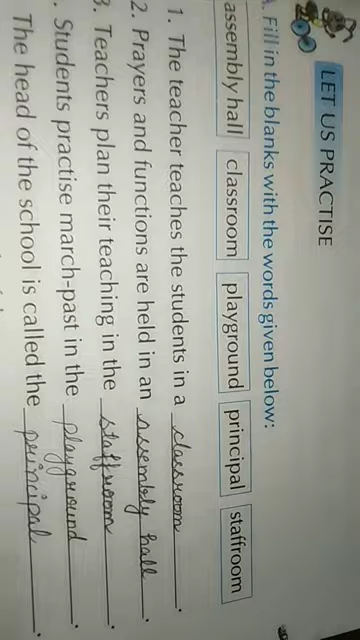 LET US PRACTISE
A. Fill in the blanks with the words given below:
assembly hall classroom playground principal staffroom
1. The teacher teaches the students in a classroom.
2. Prayers and functions are held in an assembly hall.
3. Teachers plan their teaching in the staffroom.
. Students practise march-past in the playground.
The head of the school is called the principal.